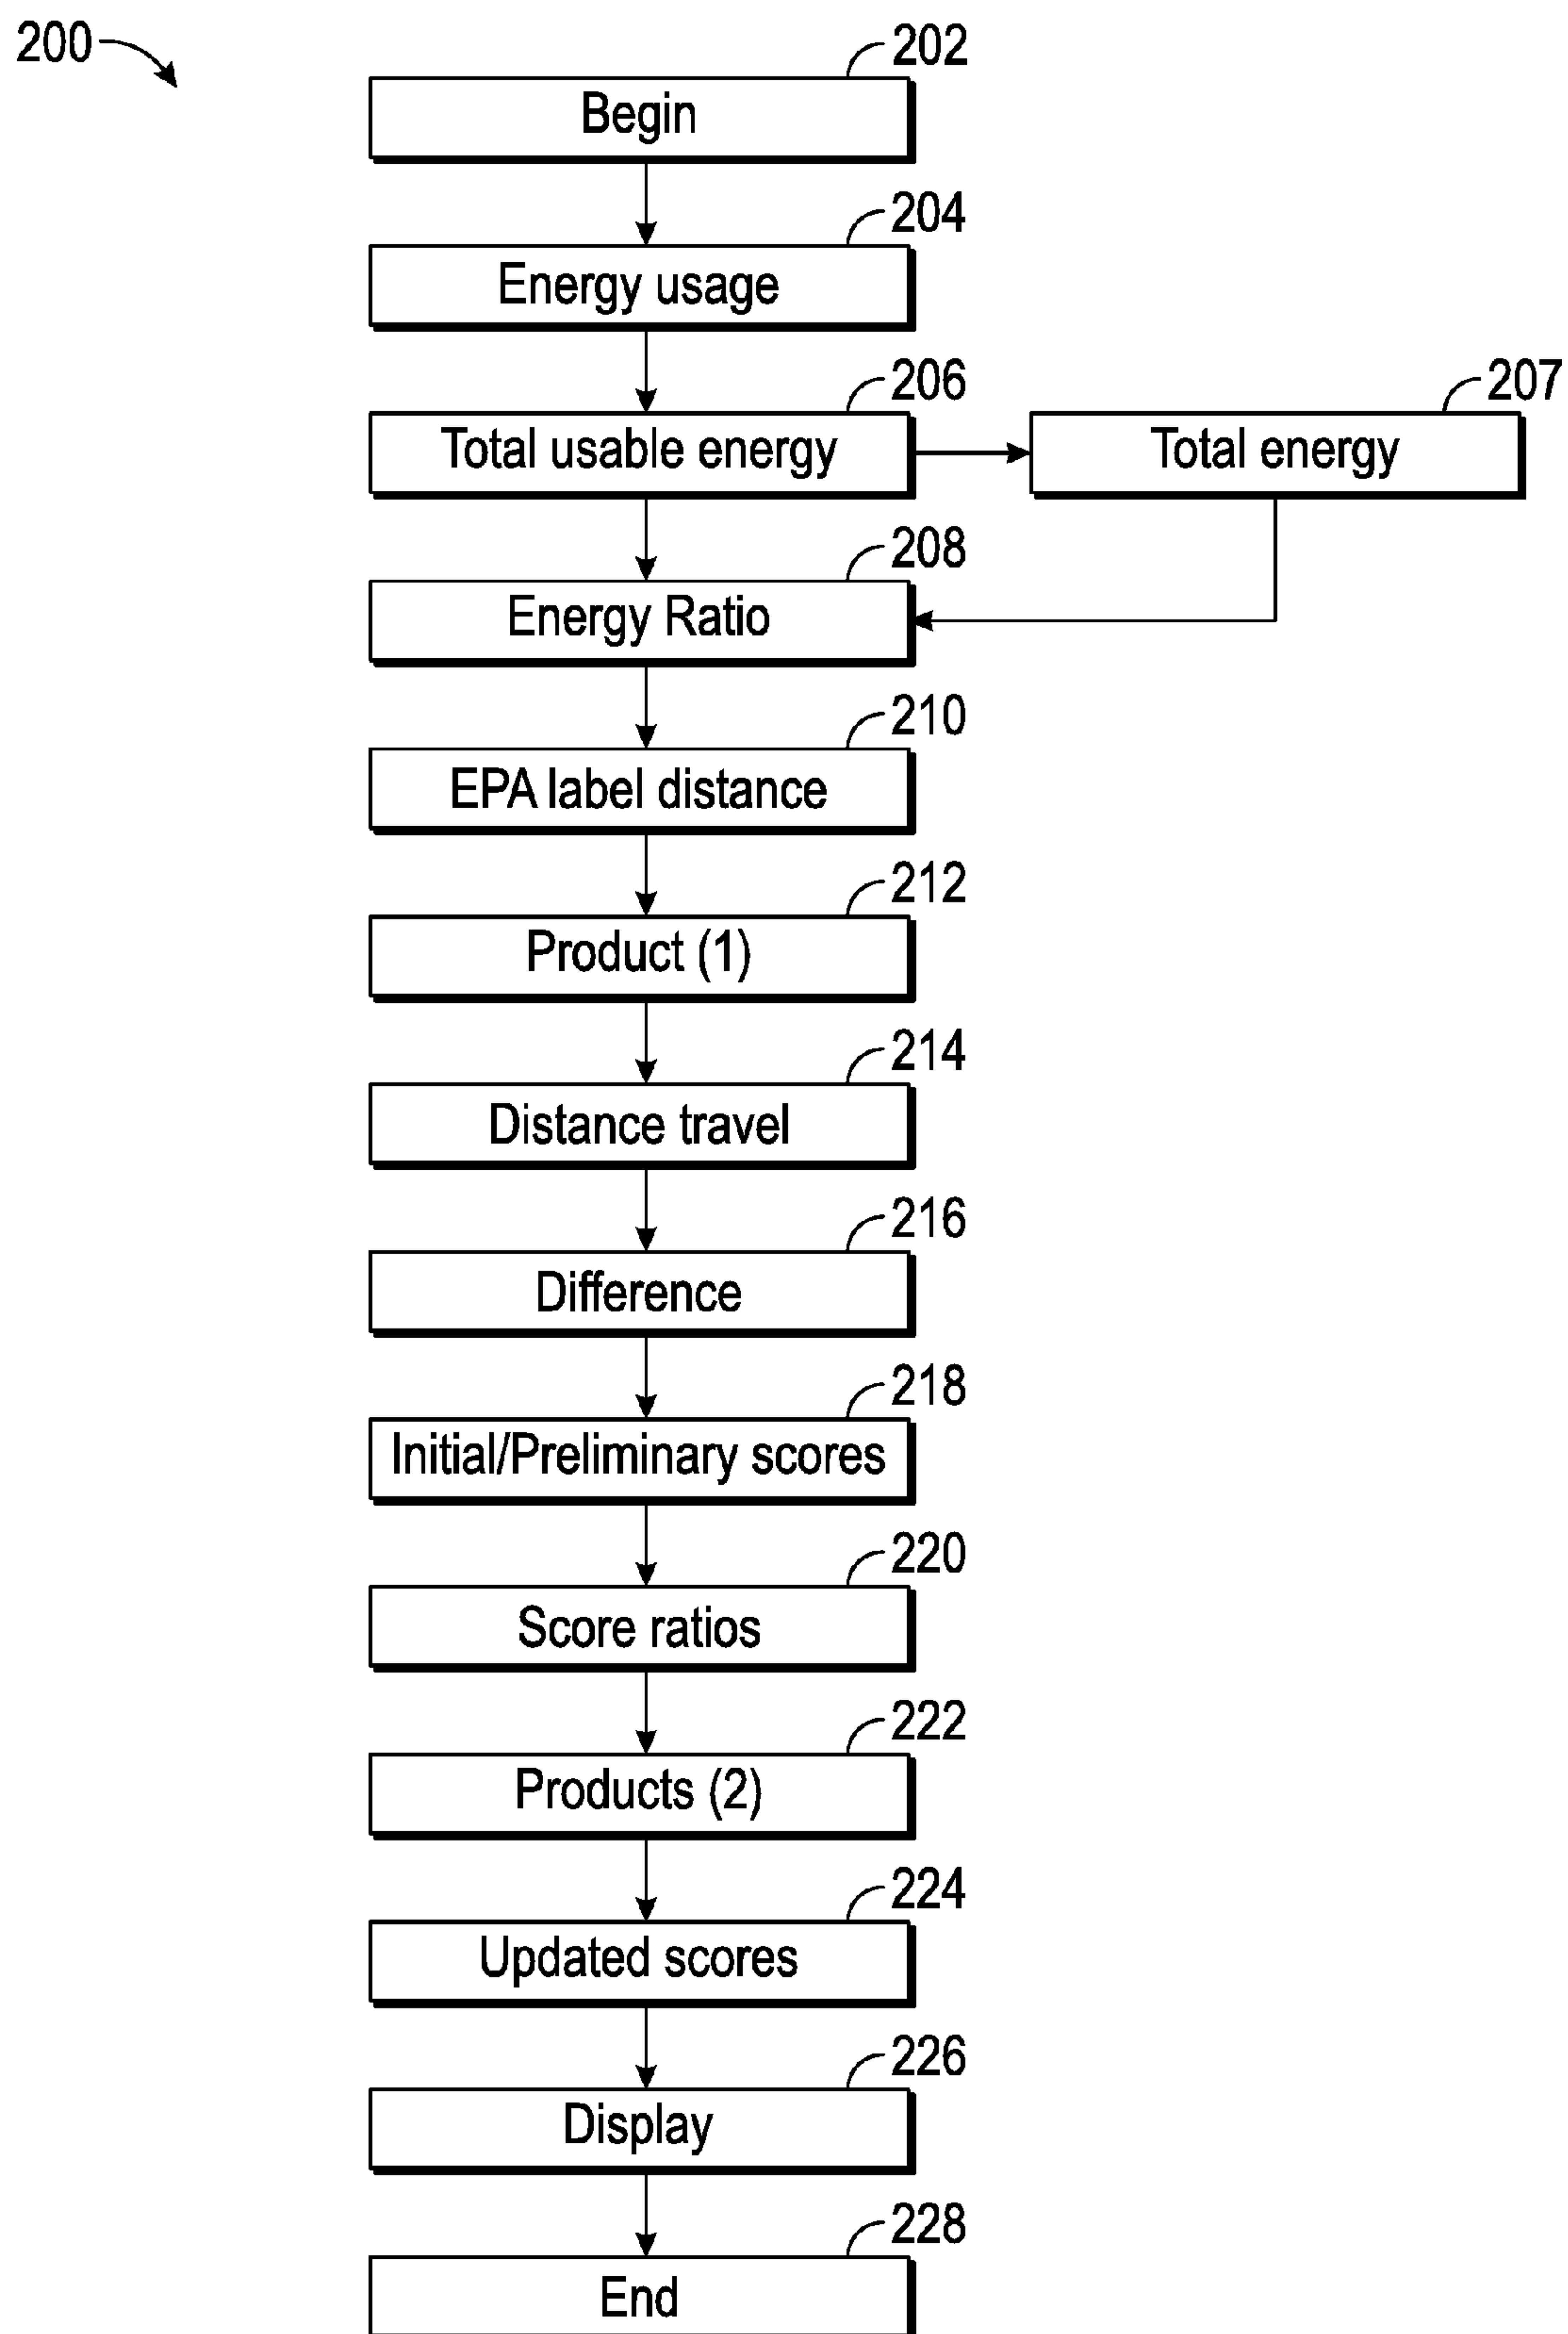 200
202
Begin
204
Energy usage
206
207
Total usable energy
Total energy
208
Energy Ratio
210
EPA label distance
212
Product (1)
214
Distance travel
216
Difference
218
Initial/Preliminary scores
220
Score ratios
222
Products (2)
224
Updated scores
226
Display
228
End